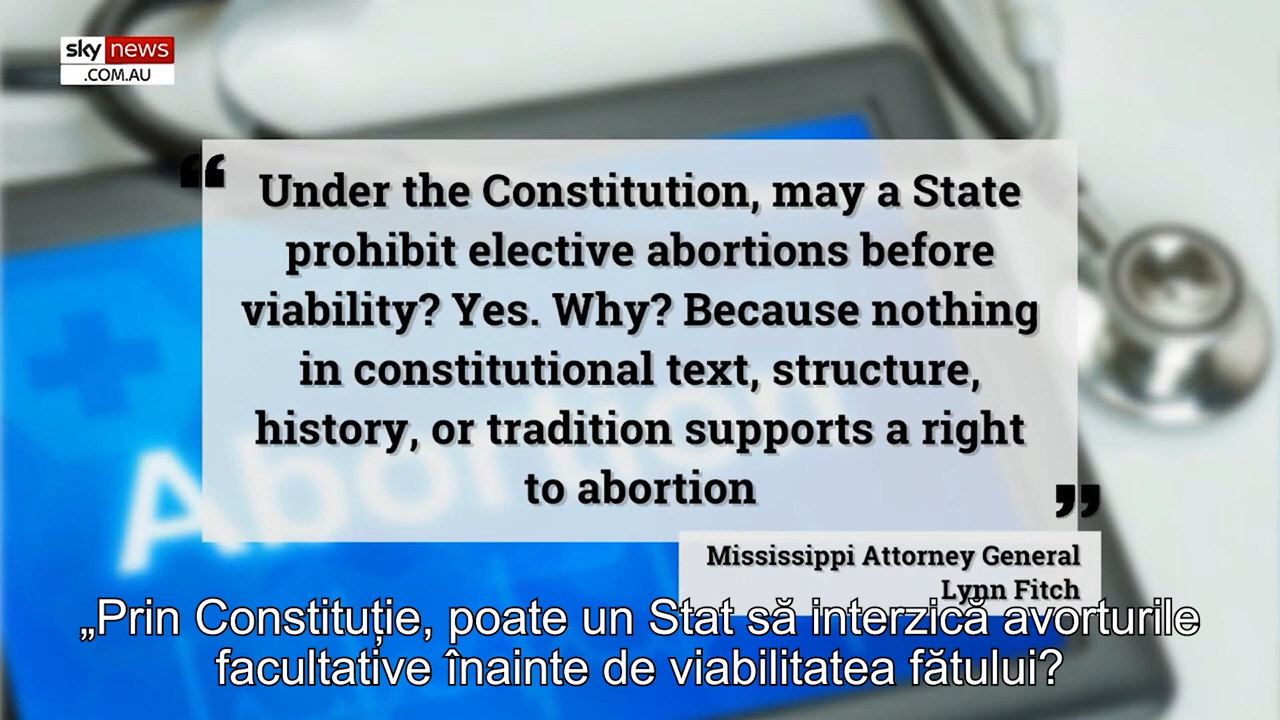 sky news
.COM.AU
“
Under the Constitution, may a State
prohibit elective abortions before
viability? Yes. Why? Because nothing
in constitutional text, structure,
history, or tradition supports a right
to abortion
”
Abortion
Mississippi Attorney General
Lynn Fitch
„Prin Constituție, poate un Stat să interzică avorturile
facultative înainte de viabilitatea fătului?